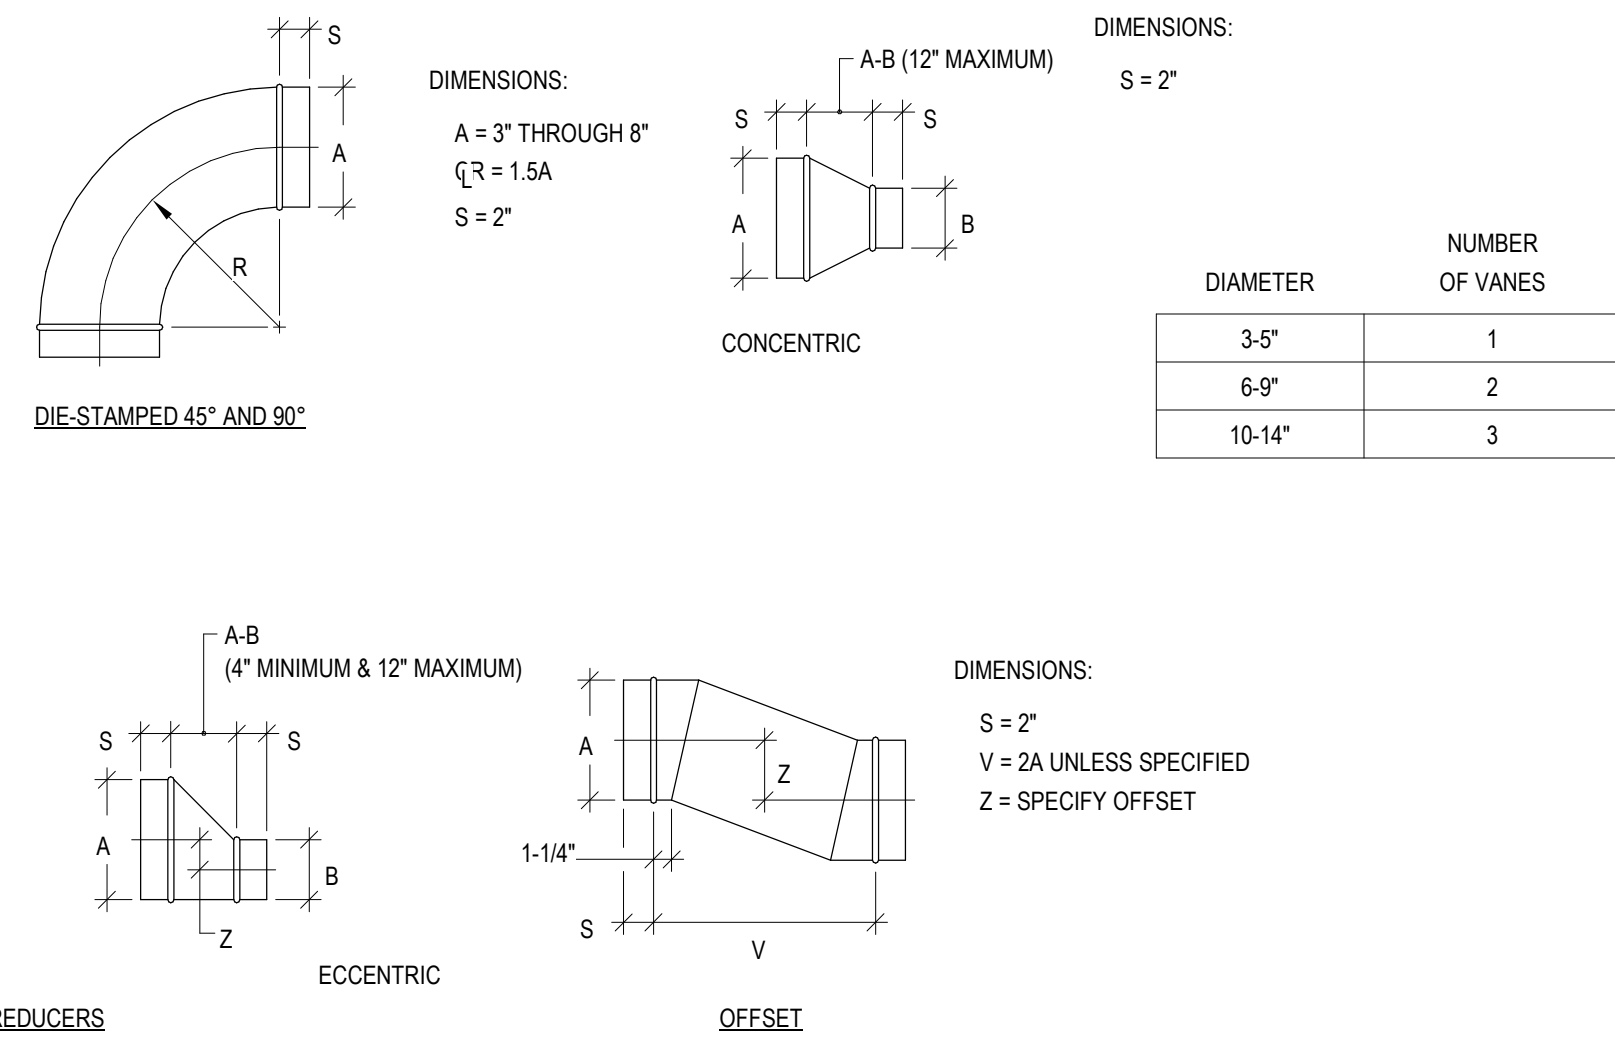 S
A
R
DIE-STAMPED 45° AND 90°
DIMENSIONS:
A = 3" THROUGH 8"
℄R = 1.5A
S = 2"
A-B (12" MAXIMUM)
S
S
A
B
CONCENTRIC
DIMENSIONS:
S = 2"
NUMBER
DIAMETER OF VANES
3-5" 1
6-9" 2
10-14" 3
A-B
(4" MINIMUM & 12" MAXIMUM)
S
S
A
B
Z
ECCENTRIC
REDUCERS
A
Z
1-1/4"
S
V
OFFSET
DIMENSIONS:
S = 2"
V = 2A UNLESS SPECIFIED
Z = SPECIFY OFFSET